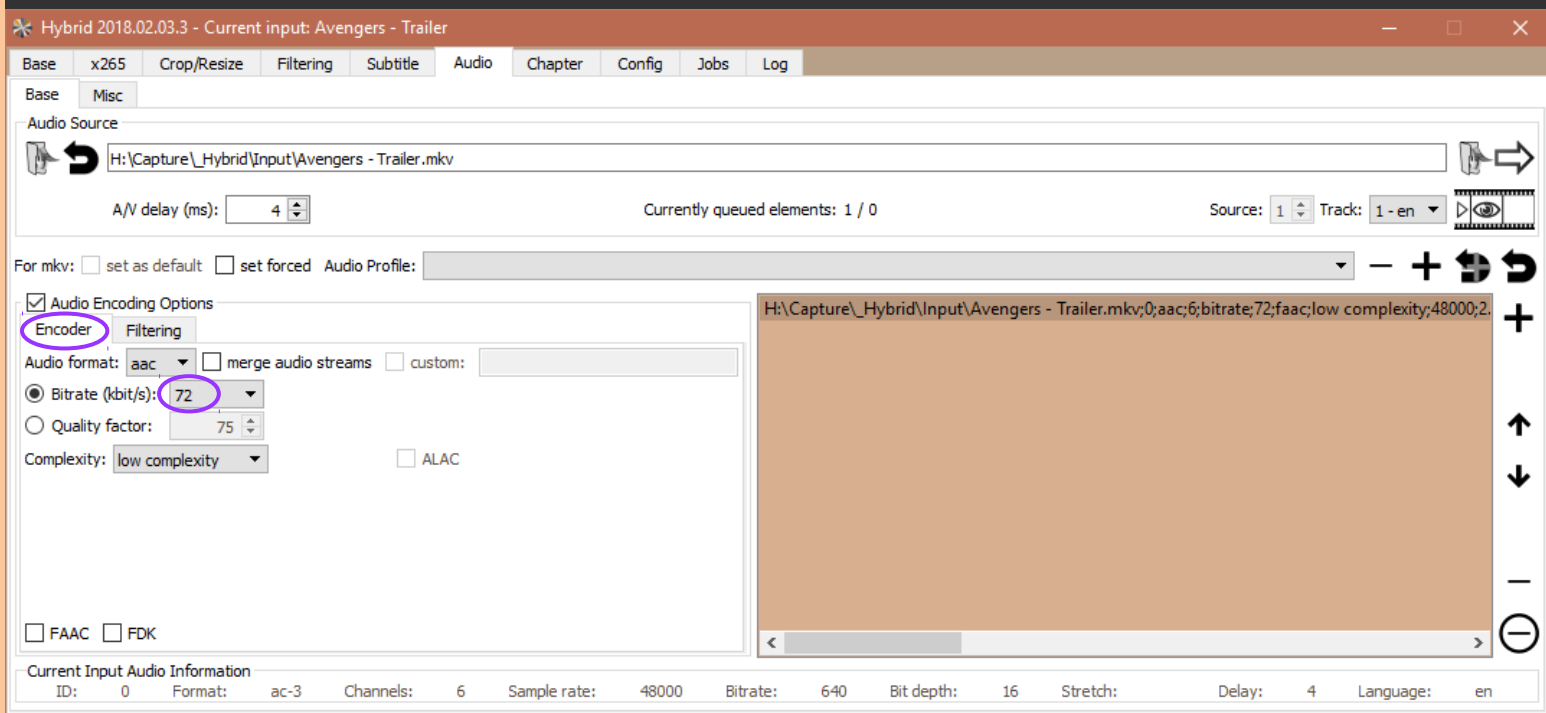 Hybrid 2018.02.03.3 - Current input: Avengers - Trailer
Base x265 Crop/Resize Filtering Subtitle Audio Chapter Config Jobs Log
Base Misc
Audio Source
H:\Capture\_Hybrid\Input\Avengers - Trailer.mkv
A/V delay (ms): 4 Currently queued elements: 1 / 0 Source: 1 Track: 1 - en
For mkv: set as default set forced Audio Profile:
Audio Encoding Options
H:\Capture\_Hybrid\Input\Avengers - Trailer.mkv;0;aac;6;bitrate;72;faac;low complexity;48000;2.
Encoder Filtering
Audio format: aac merge audio streams custom:
Bitrate (kbit/s): 72
Quality factor: 75
Complexity: low complexity ALAC
FAAC FDK
Current Input Audio Information
ID: 0 Format: ac-3 Channels: 6 Sample rate: 48000 Bitrate: 640 Bit depth: 16 Stretch: Delay: 4 Language: en